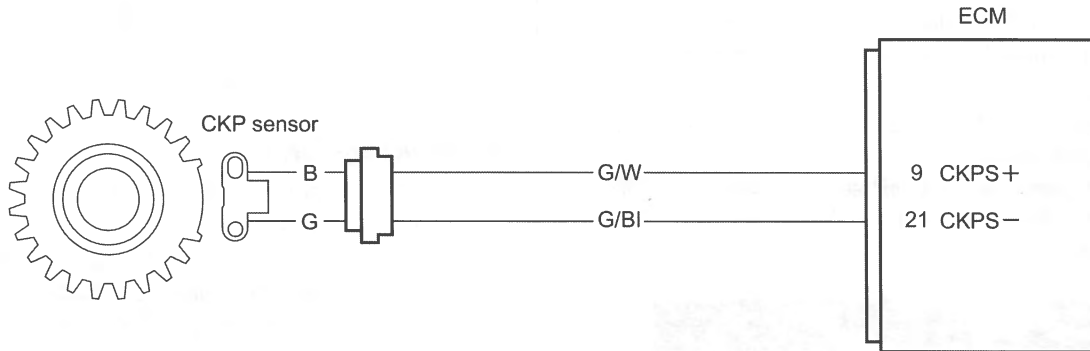 ECM
CKP sensor
B G/W 9 CKPS+
G G/Bl 21 CKPS−